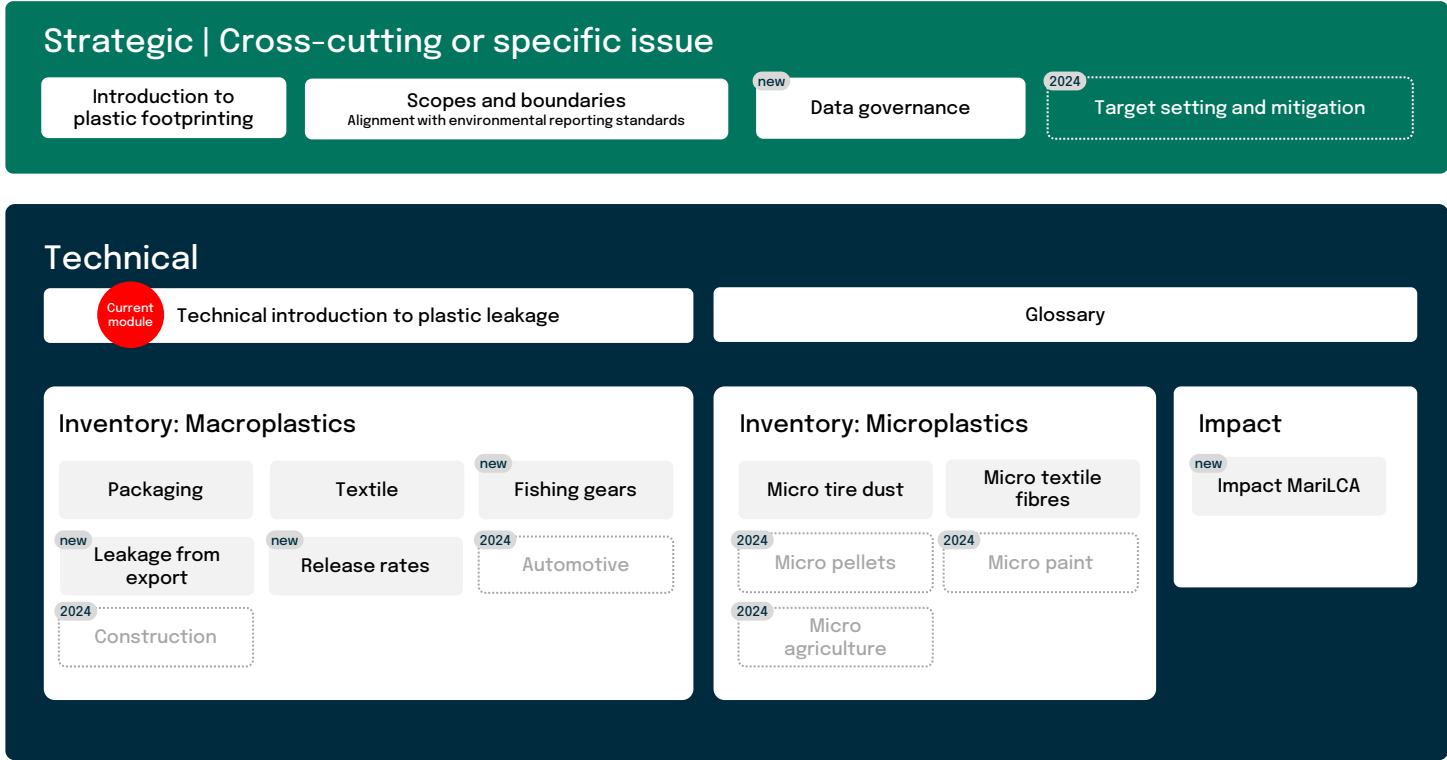 Strategic | Cross-cutting or specific issue
Introduction to
plastic footprinting
Scopes and boundaries
Alignment with environmental reporting standards
new
Data governance
2024
Target setting and mitigation
Technical
Current
module
Technical introduction to plastic leakage
Glossary
Inventory: Macroplastics
Packaging
Textile
new
Fishing gears
new
Leakage from
export
new
Release rates
2024
Automotive
2024
Construction
Inventory: Microplastics
Micro tire dust
Micro textile
fibres
2024
Micro pellets
2024
Micro paint
2024
Micro
agriculture
Impact
new
Impact MariLCA